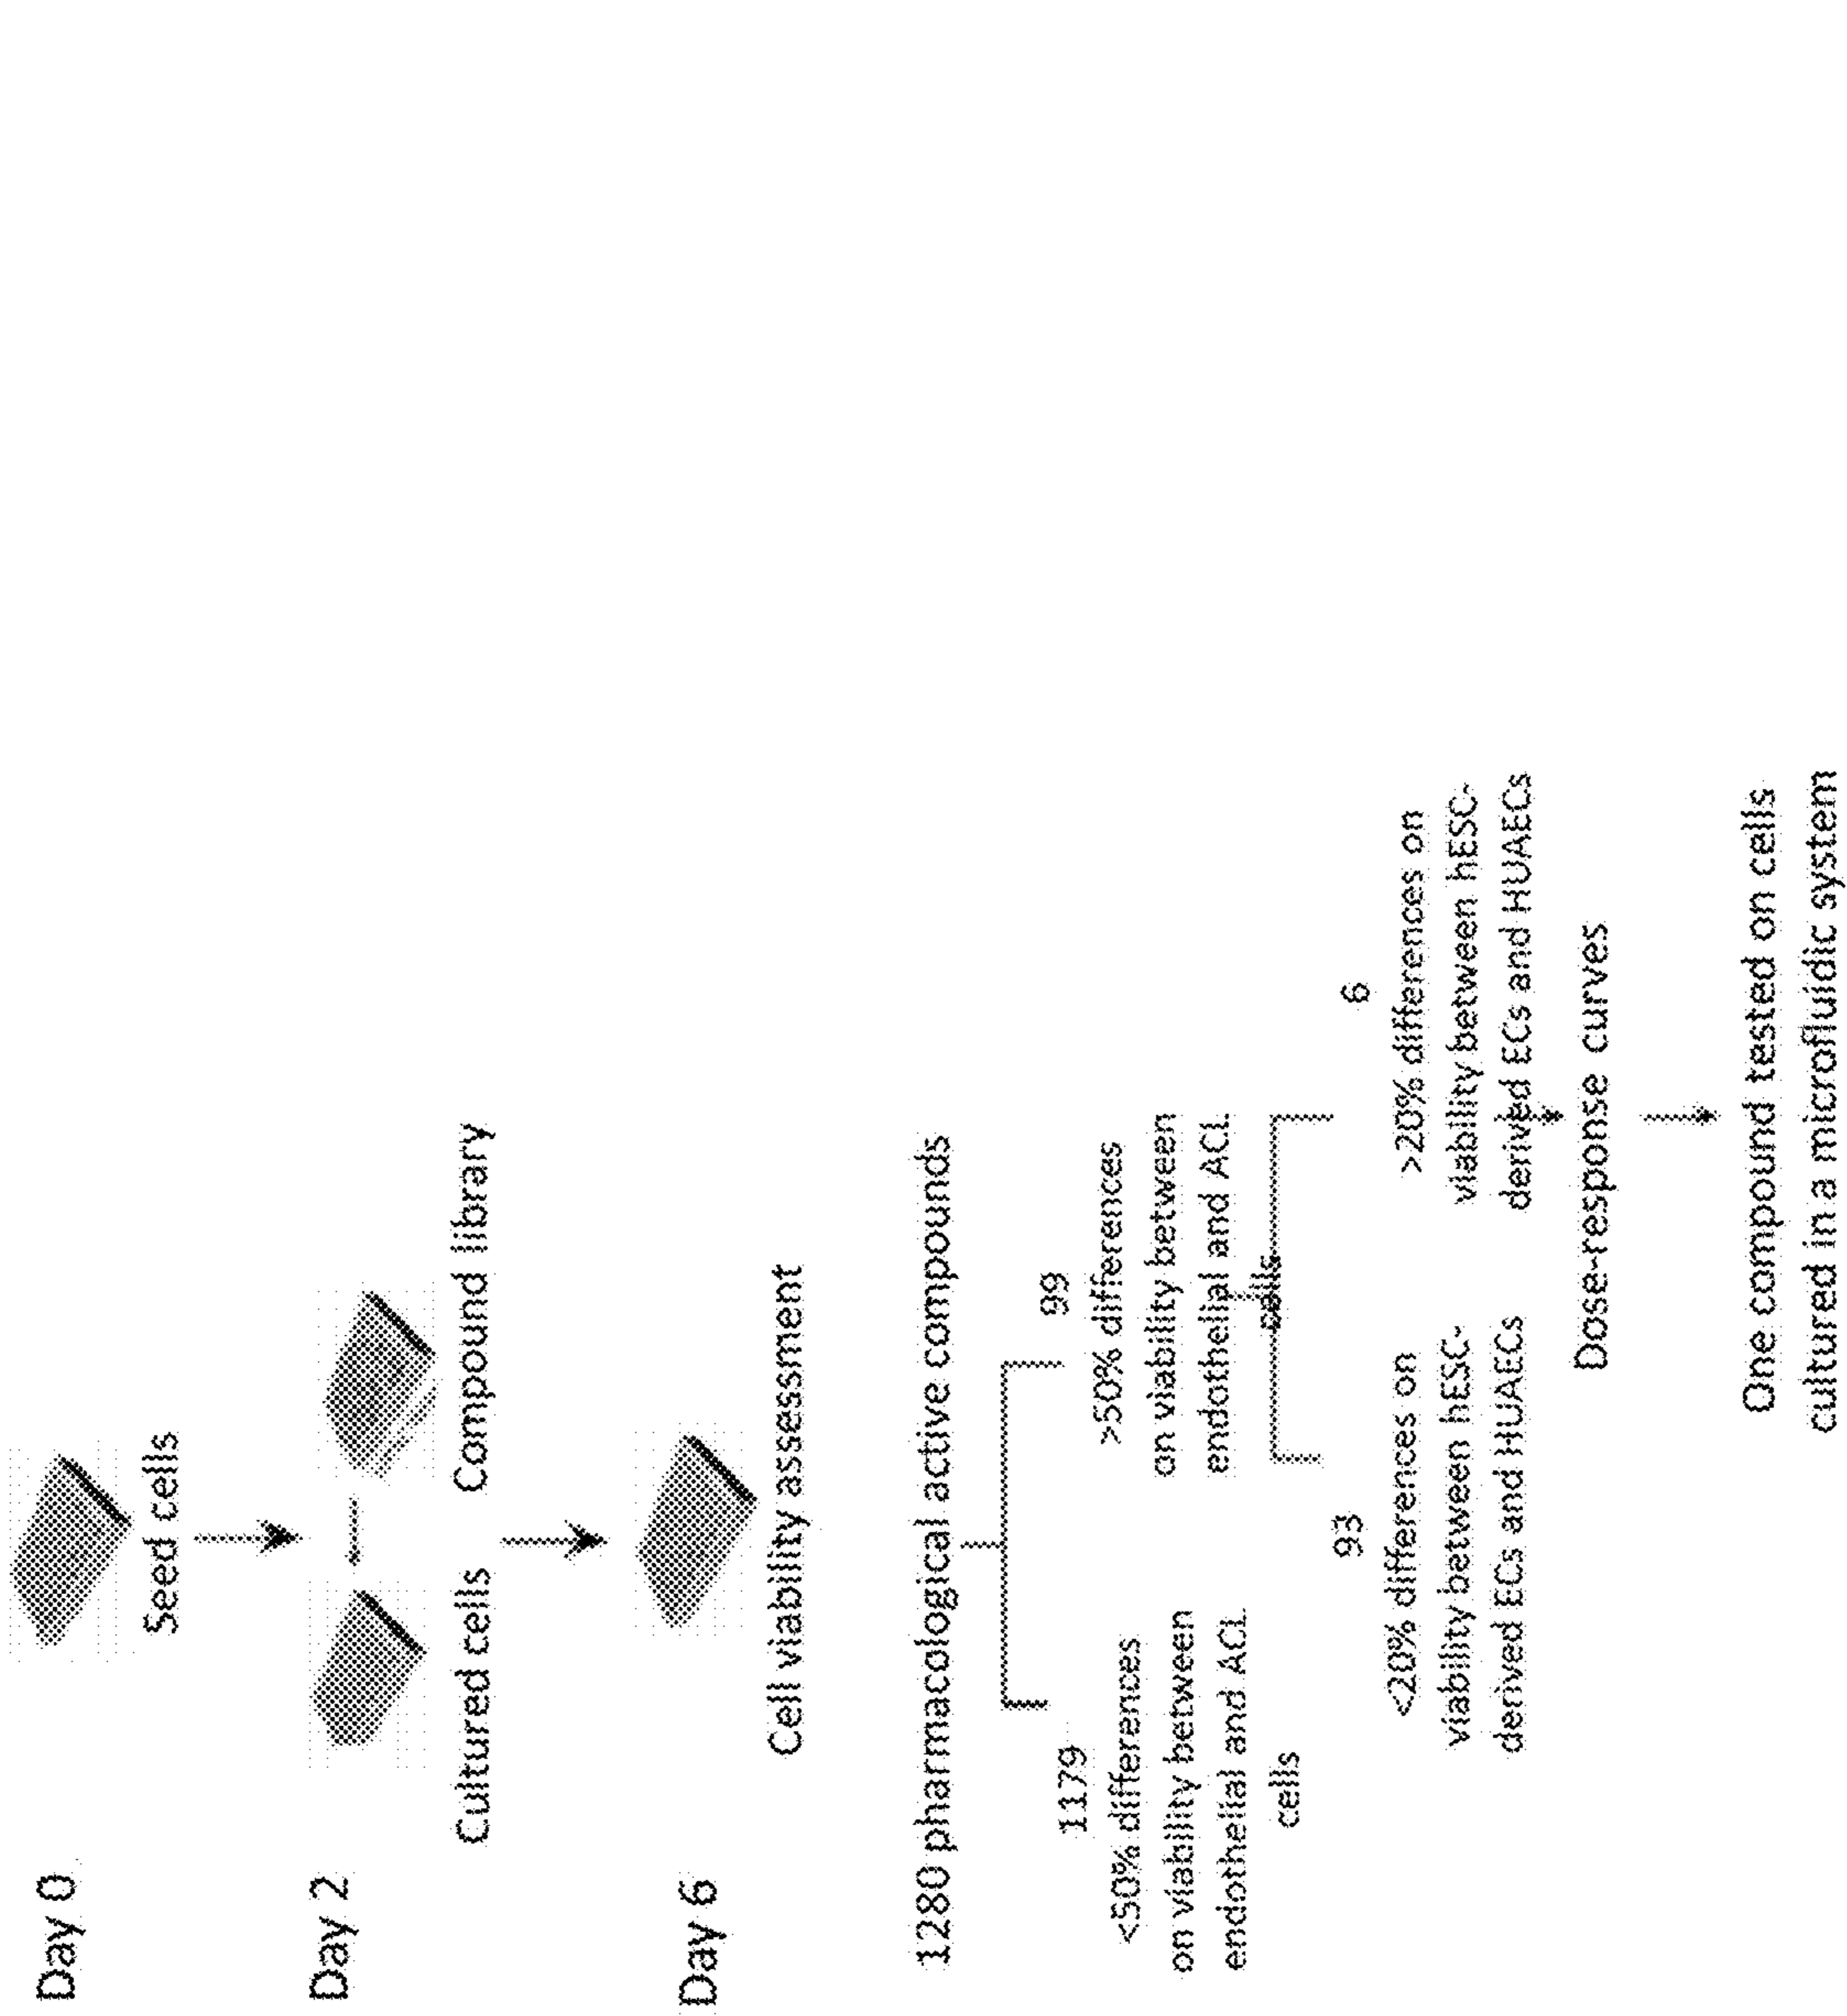 Day 0
Seed cells
Day 2
Cultured cells
Compound library
Day 6
Cell viability assessment
1280 pharmacological active compounds
1179
<50% differences
on viability between
endothelial and ACL
cells
99
>50% differences
on viability between
endothelial and ACL
cells
93
<20% differences on
viability between hESC-
derived ECs and HUAECs
6
>20% differences on
viability between hESC-
derived ECs and HUAECs
Dose-response curves
One compound tested on cells
cultured in a microfluidic system